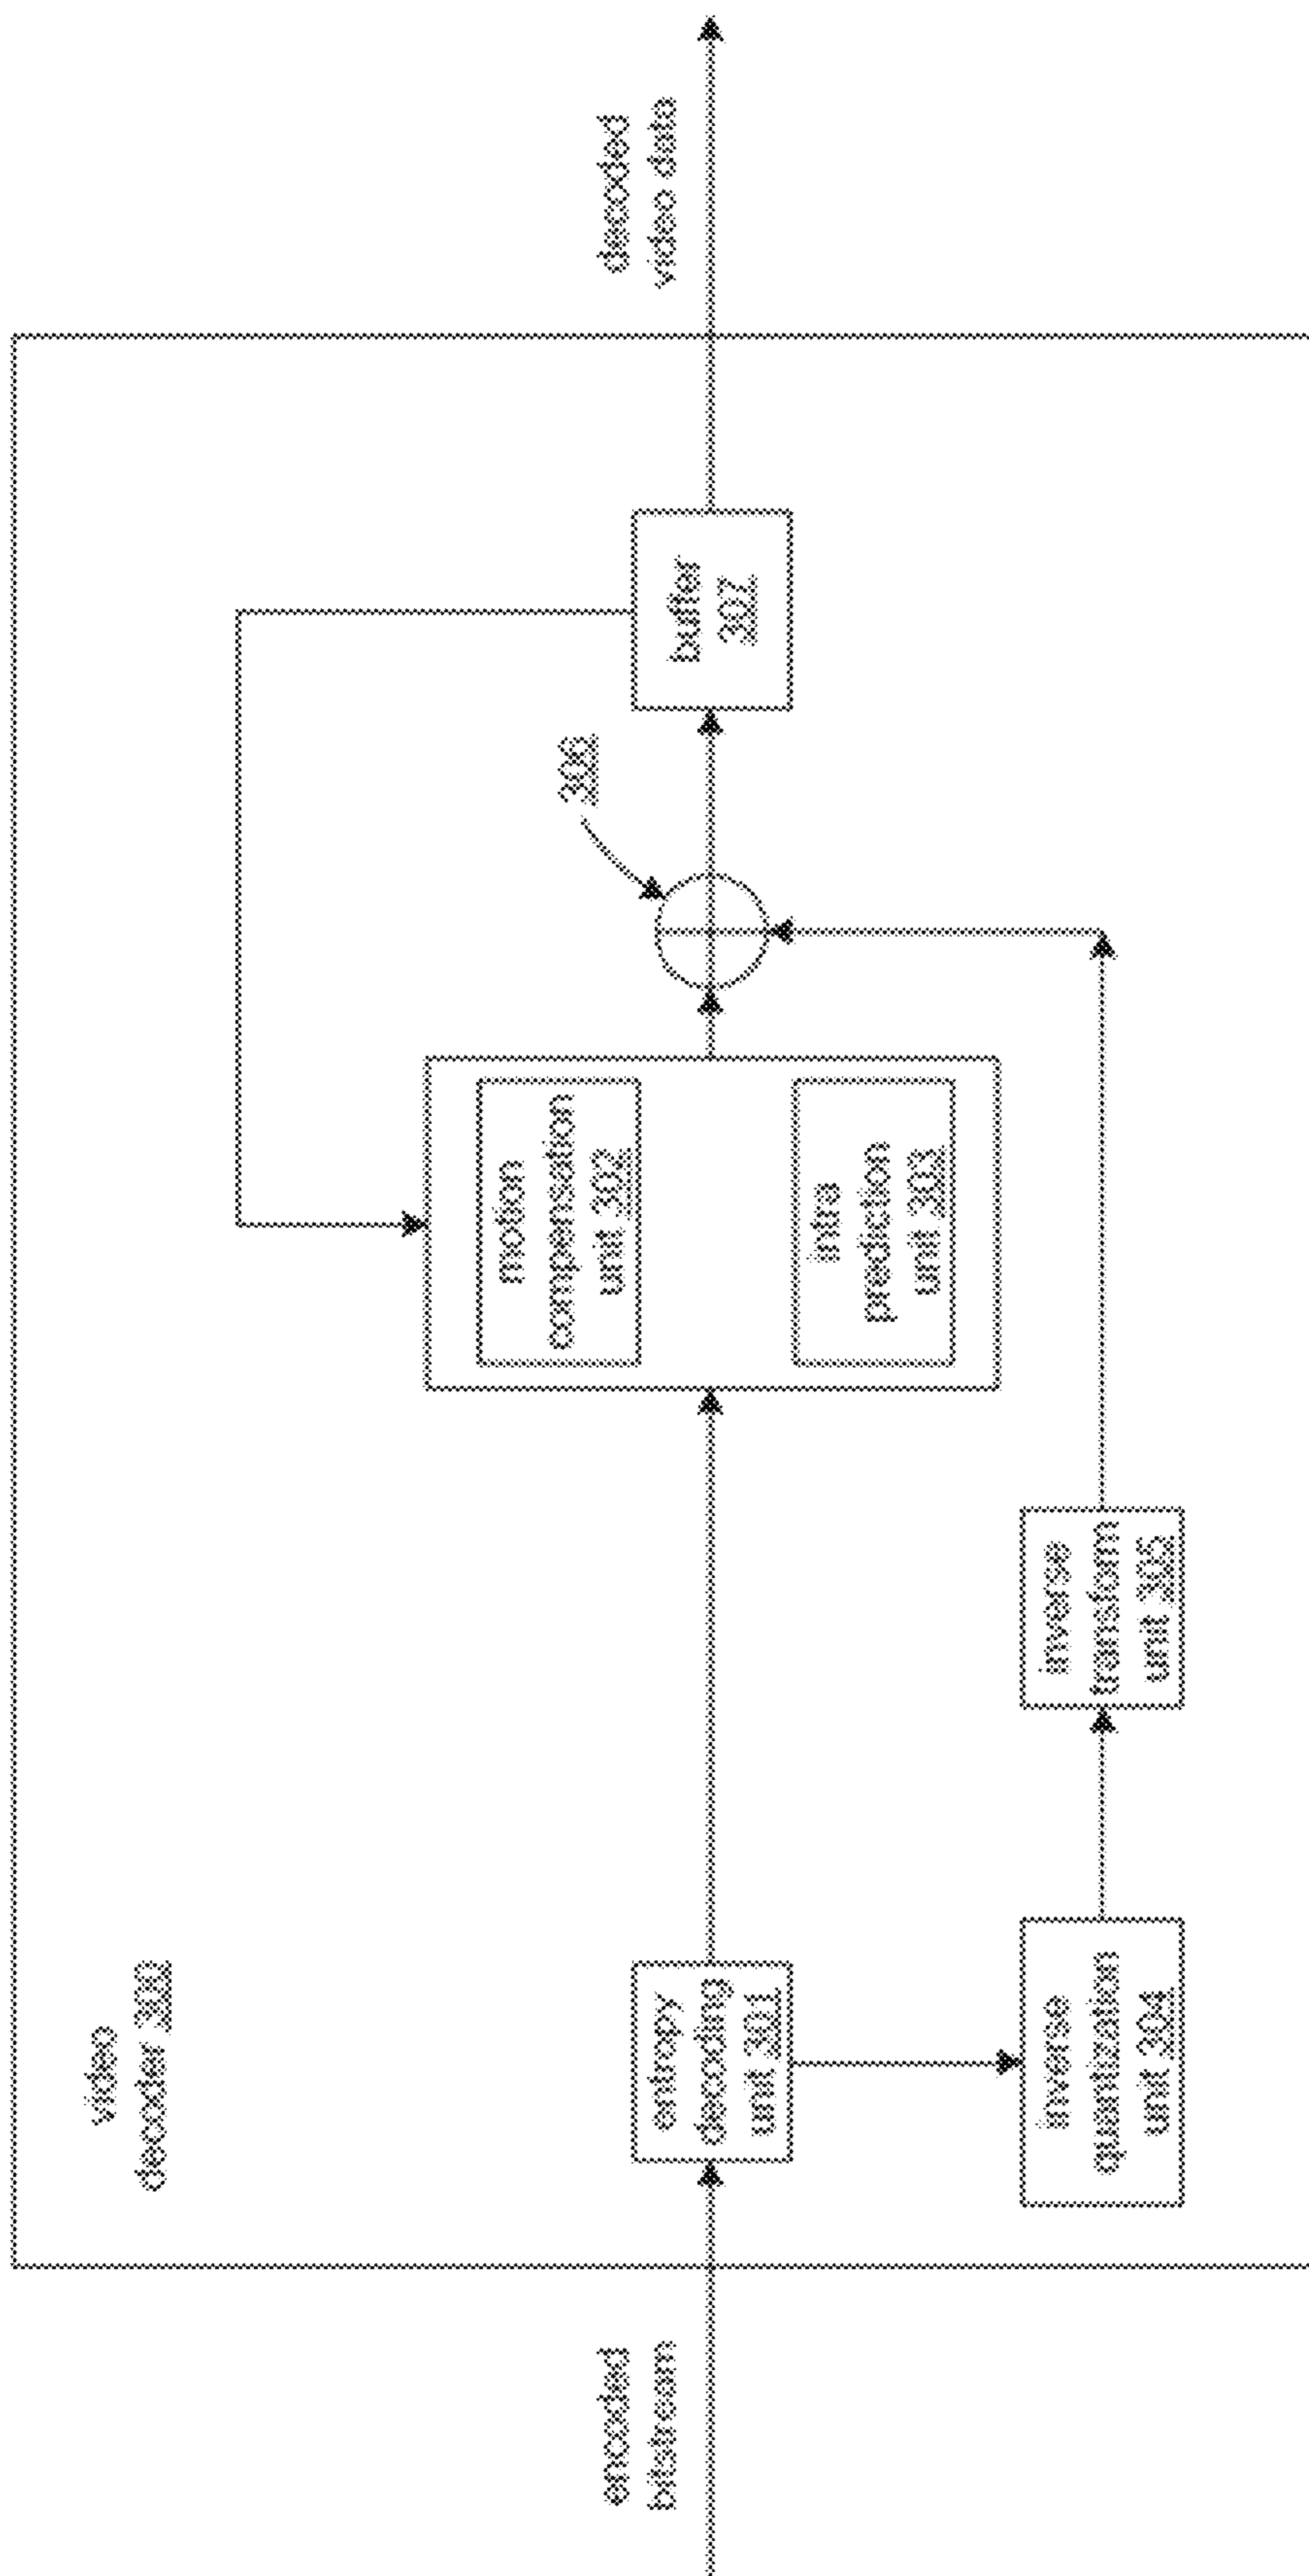 video
decoder 300
encoded
bitstream
entropy
decoding
unit 301
inverse
quantization
unit 304
inverse
transform
unit 305
motion
compensation
unit 302
intra
prediction
unit 303
306
buffer
307
decoded
video data